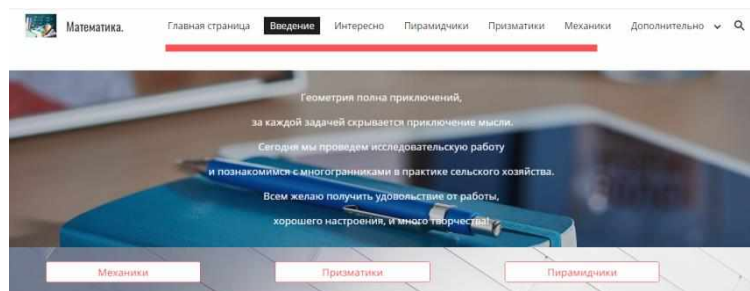 Математика.
Главная страница Введение Интересно Пирамидчики Призматики Механики Дополнительно
Геометрия полна приключений,
за каждой задачей скрывается приключение мысли.
Сегодня мы проведем исследовательскую работу
и познакомимся с многогранниками в практике сельского хозяйства.
Всем желаю получить удовольствие от работы,
хорошего настроения, и много творчества!
Механики Призматики Пирамидчики